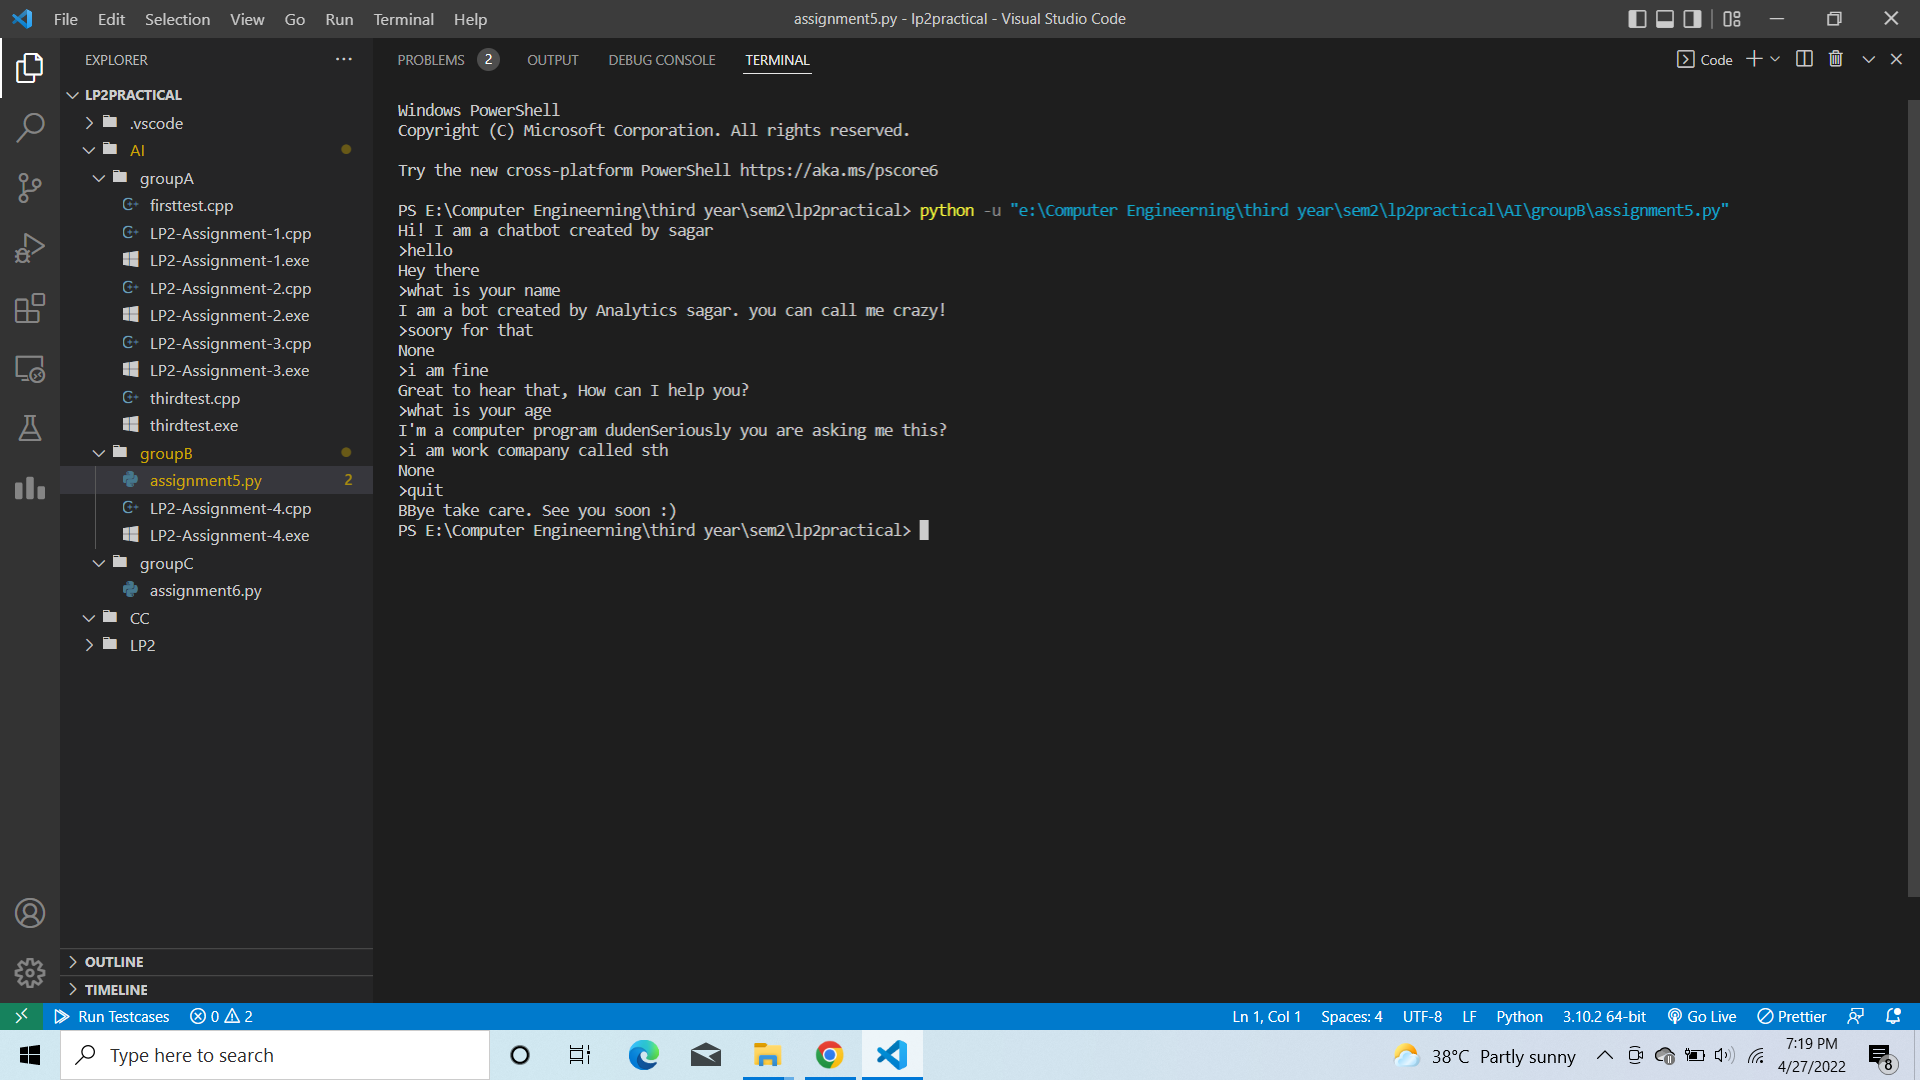 File Edit Selection View Go Run Terminal Help
assignment5.py - lp2practical - Visual Studio Code
EXPLORER
LP2PRACTICAL
.vscode
AI
groupA
firsttest.cpp
LP2-Assignment-1.cpp
LP2-Assignment-1.exe
LP2-Assignment-2.cpp
LP2-Assignment-2.exe
LP2-Assignment-3.cpp
LP2-Assignment-3.exe
thirdtest.cpp
thirdtest.exe
groupB
assignment5.py 2
LP2-Assignment-4.cpp
LP2-Assignment-4.exe
groupC
assignment6.py
CC
LP2
OUTLINE
TIMELINE
PROBLEMS 2 OUTPUT DEBUG CONSOLE TERMINAL
Code
Windows PowerShell
Copyright (C) Microsoft Corporation. All rights reserved.
Try the new cross-platform PowerShell https://aka.ms/pscore6
PS E:\Computer Engineerning\third year\sem2\lp2practical> python -u "e:\Computer Engineerning\third year\sem2\lp2practical\AI\groupB\assignment5.py"
Hi! I am a chatbot created by sagar
>hello
Hey there
>what is your name
I am a bot created by Analytics sagar. you can call me crazy!
>soory for that
None
>i am fine
Great to hear that, How can I help you?
>what is your age
I'm a computer program dudenSeriously you are asking me this?
>i am work comapany called sth
None
>quit
BBye take care. See you soon :)
PS E:\Computer Engineerning\third year\sem2\lp2practical>
Run Testcases 0 2
Ln 1, Col 1 Spaces: 4 UTF-8 LF Python 3.10.2 64-bit Go Live Prettier
Type here to search
38°C Partly sunny
7:19 PM
4/27/2022
8